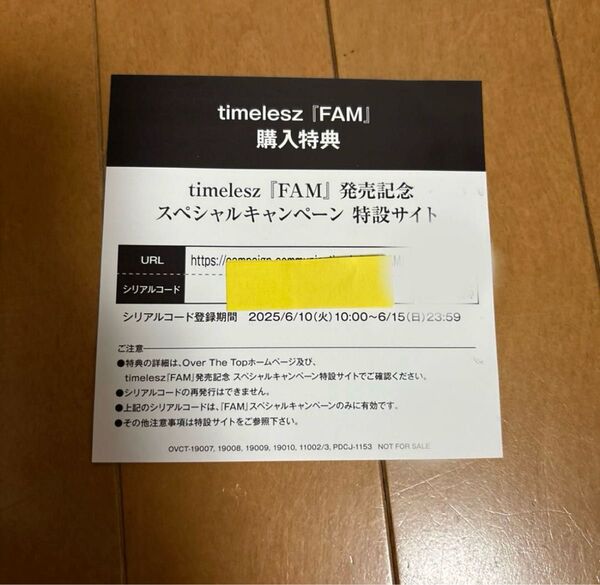 timelesz『FAM』
購入特典
timelesz『FAM』発売記念
スペシャルキャンペーン 特設サイト
URL https://
シリアルコード
シリアルコード登録期間 2025/6/10(火)10:00~6/15(日)23:59
ご注意
●特典の詳細は、Over The Topホームページ及び、
timelesz『FAM』発売記念 スペシャルキャンペーン特設サイトでご確認ください。
●シリアルコードの再発行はできません。
●上記のシリアルコードは、『FAM』スペシャルキャンペーンのみに有効です。
●その他注意事項は特設サイトをご参照下さい。
OVCT-19007, 19008, 19009, 19010, 11002/3, PDCJ-1153 NOT FOR SALE